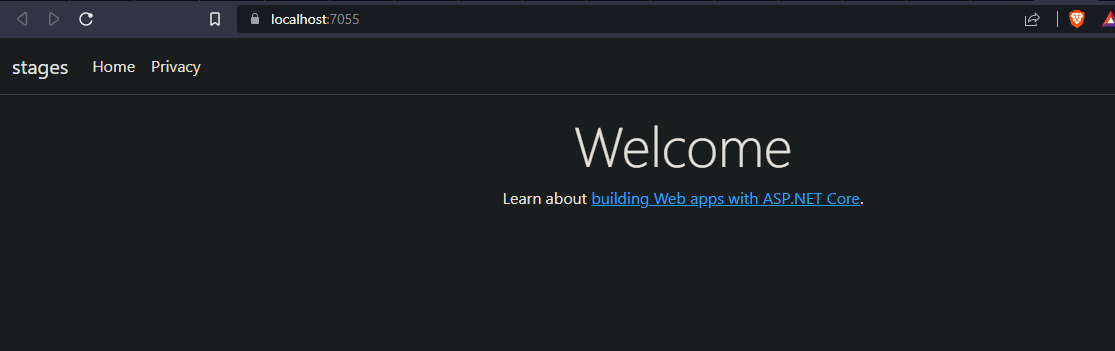 localhost:7055
stages Home Privacy
Welcome
Learn about building Web apps with ASP.NET Core.